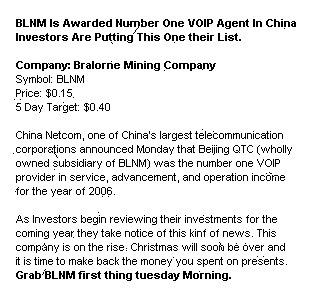 BLNM Is Awarded Number One VOIP Agent In China
Investors Are Putting This One their List.
Company: Bralorne Mining Company
Symbol: BLNM
Price: $0.15
5 Day Target: $0.40
China Netcom, one of China's largest telecommunication
corporations announced Monday that Beijing QTC (wholly
owned subsidiary of BLNM) was the number one VOIP
provider in service, advancement, and operation income
for the year of 2006.
As Investors begin reviewing their investments for the
coming year they take notice of this kinf of news. This
company is on the rise. Christmas will soon be over and
it is time to make back the money you spent on presents.
Grab BLNM first thing tuesday Morning.